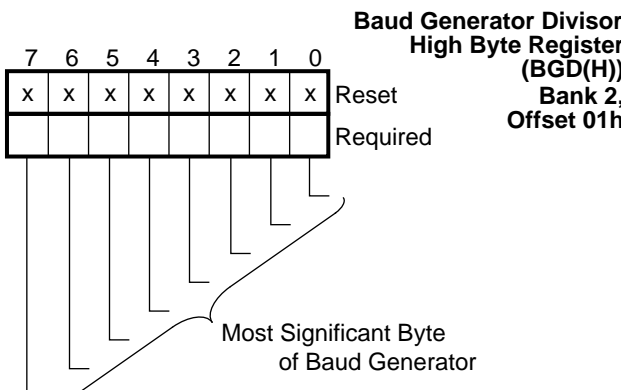 Baud Generator Divisor
High Byte Register
(BGD(H))
Bank 2,
Offset 01h
7 6 5 4 3 2 1 0
x x x x x x x x Reset
Required
Most Significant Byte
of Baud Generator